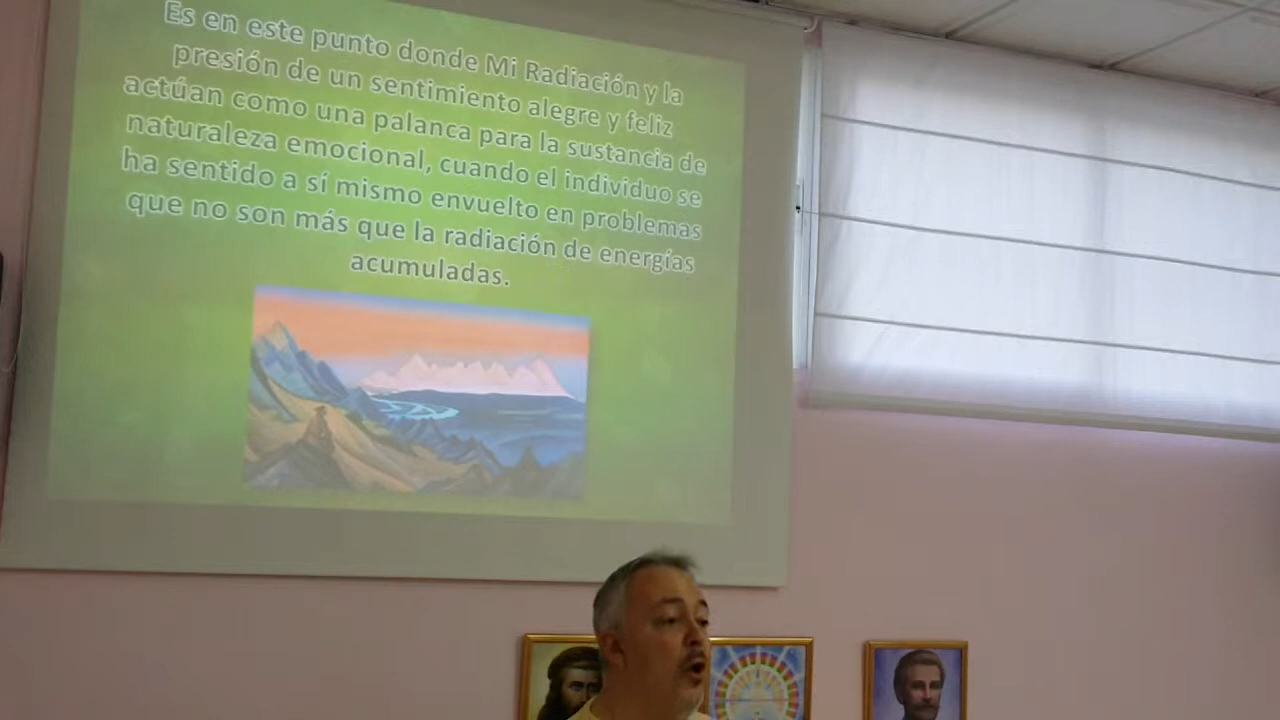 Es en este punto donde Mi Radiación y la
presión de un sentimiento alegre y feliz
actúan como una palanca para la sustancia de
naturaleza emocional, cuando el individuo se
ha sentido a sí mismo envuelto en problemas
que no son más que la radiación de energías
acumuladas.